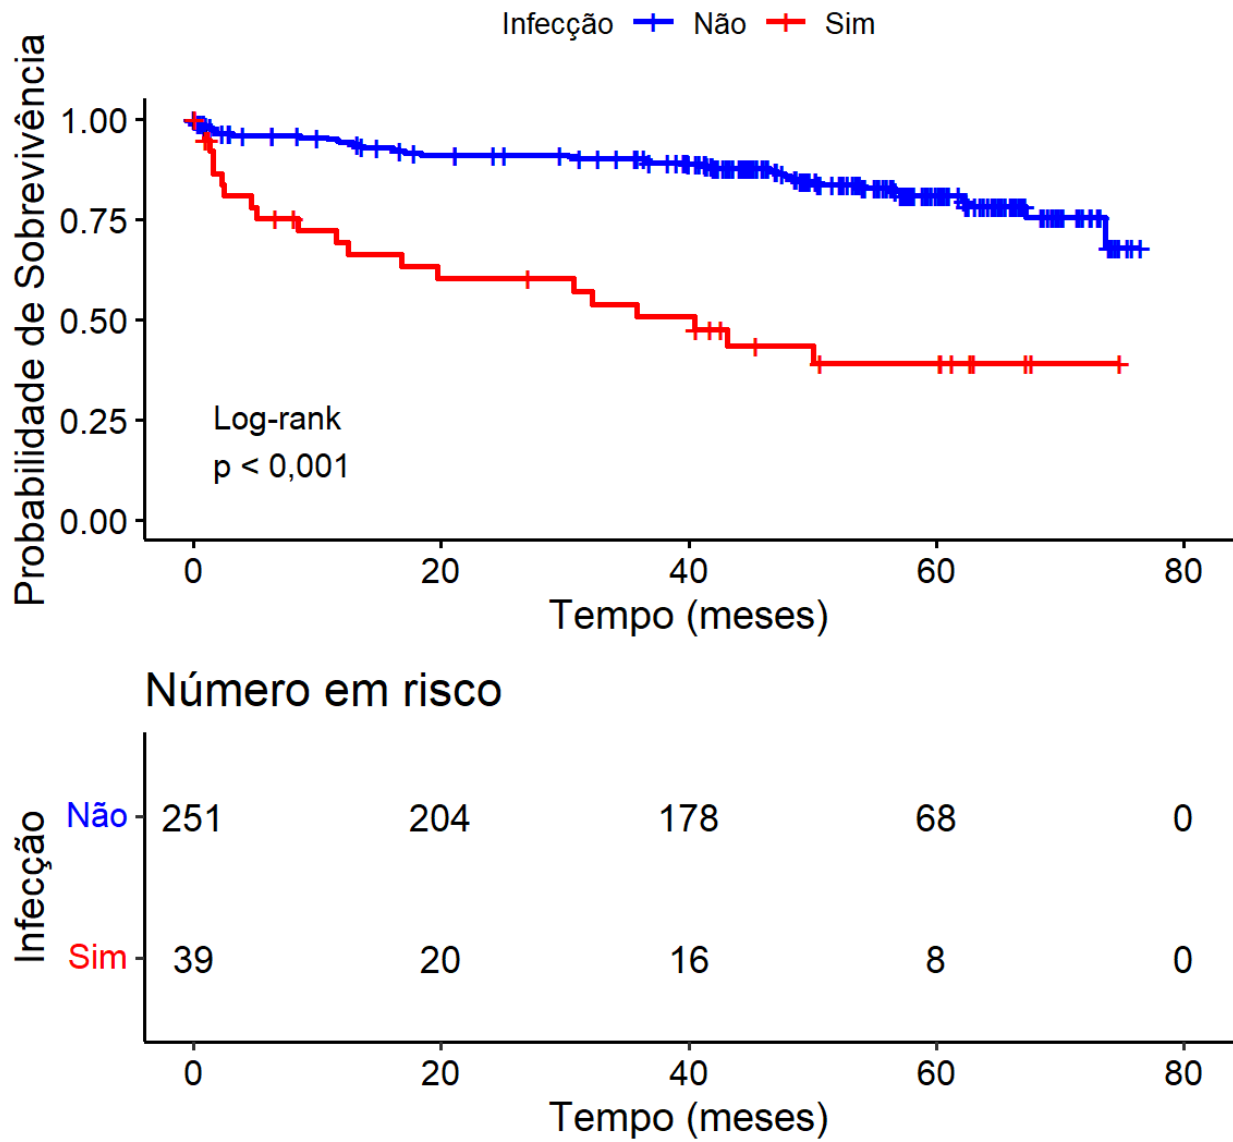 Infecção Não Sim
Probabilidade de Sobrevivência
1.00
0.75
0.50
0.25
0.00
Log-rank
p < 0,001
0 20 40 60 80
Tempo (meses)
Número em risco
Infecção
Não 251 204 178 68 0
Sim 39 20 16 8 0
0 20 40 60 80
Tempo (meses)